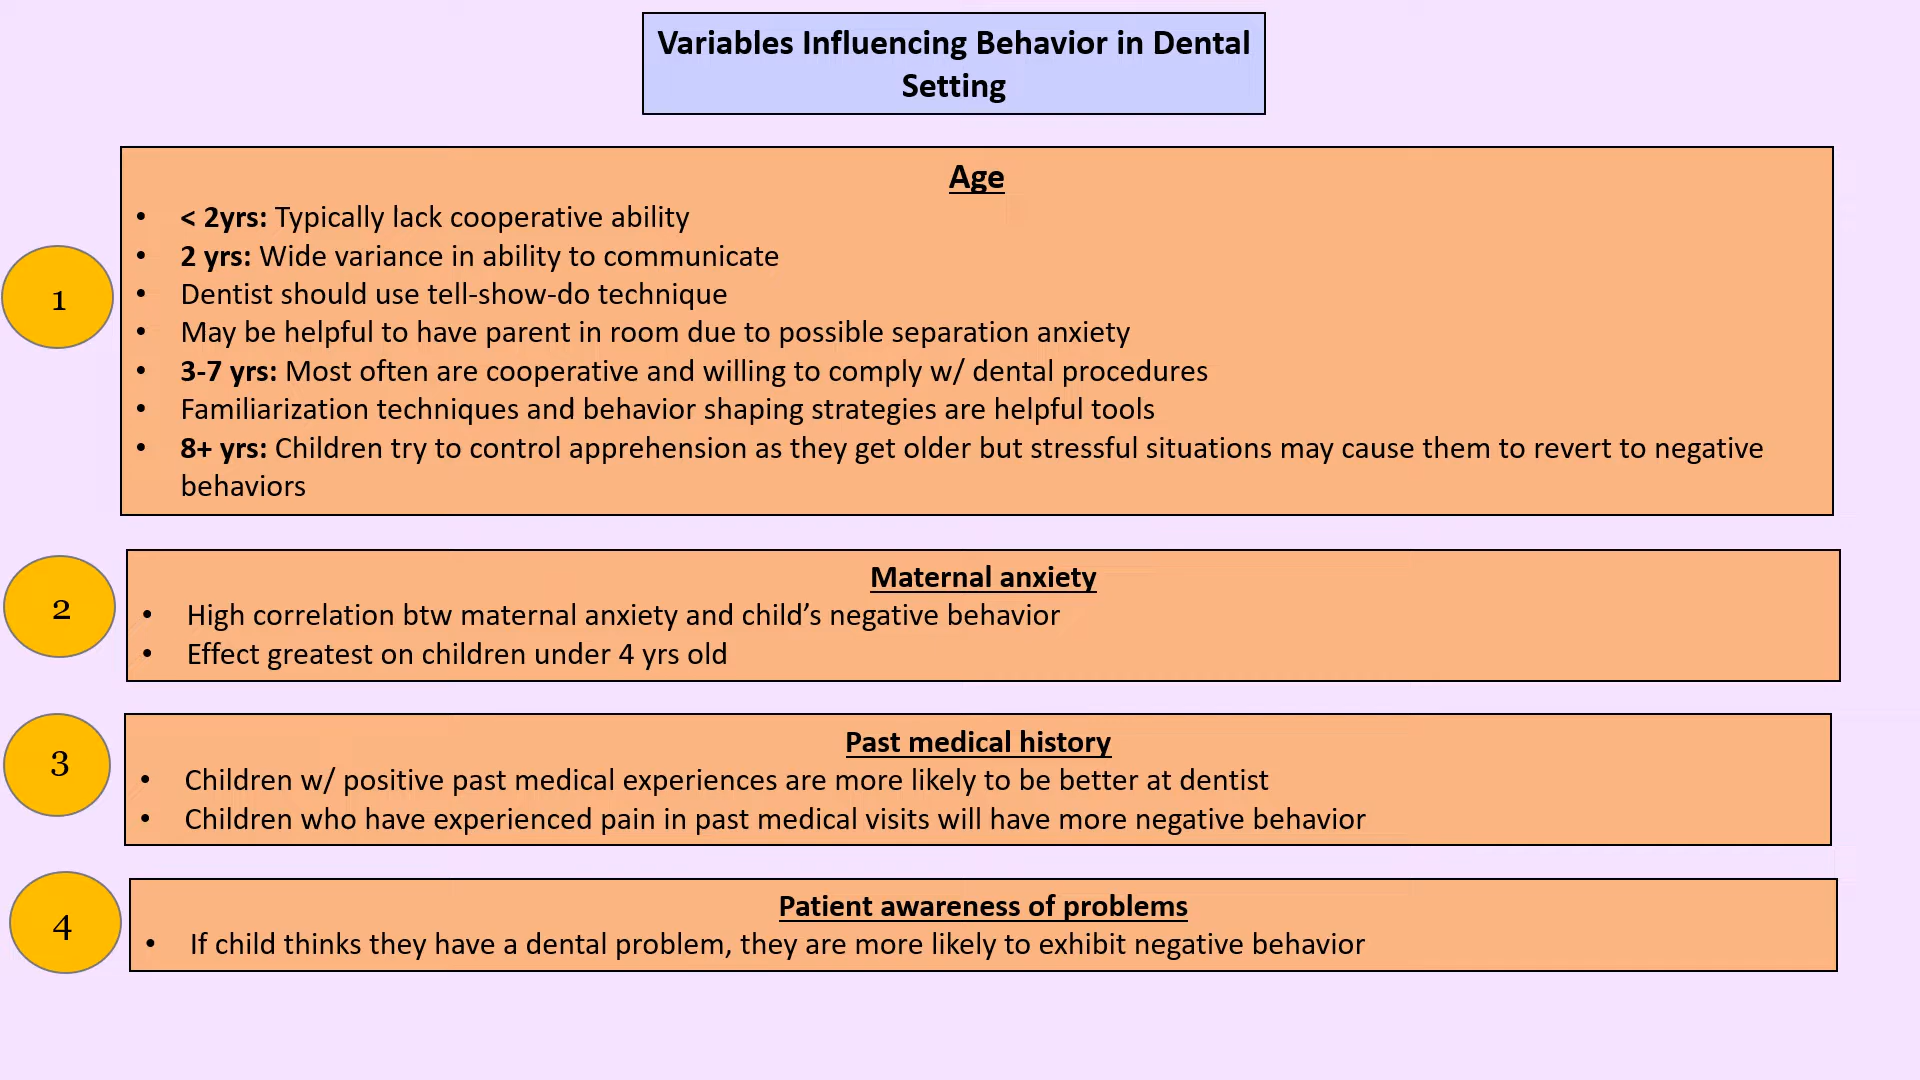 Variables Influencing Behavior in Dental
Setting
1
Age
• < 2yrs: Typically lack cooperative ability
• 2 yrs: Wide variance in ability to communicate
• Dentist should use tell-show-do technique
• May be helpful to have parent in room due to possible separation anxiety
• 3-7 yrs: Most often are cooperative and willing to comply w/ dental procedures
• Familiarization techniques and behavior shaping strategies are helpful tools
• 8+ yrs: Children try to control apprehension as they get older but stressful situations may cause them to revert to negative
behaviors
2
Maternal anxiety
• High correlation btw maternal anxiety and child’s negative behavior
• Effect greatest on children under 4 yrs old
3
Past medical history
• Children w/ positive past medical experiences are more likely to be better at dentist
• Children who have experienced pain in past medical visits will have more negative behavior
4
Patient awareness of problems
• If child thinks they have a dental problem, they are more likely to exhibit negative behavior